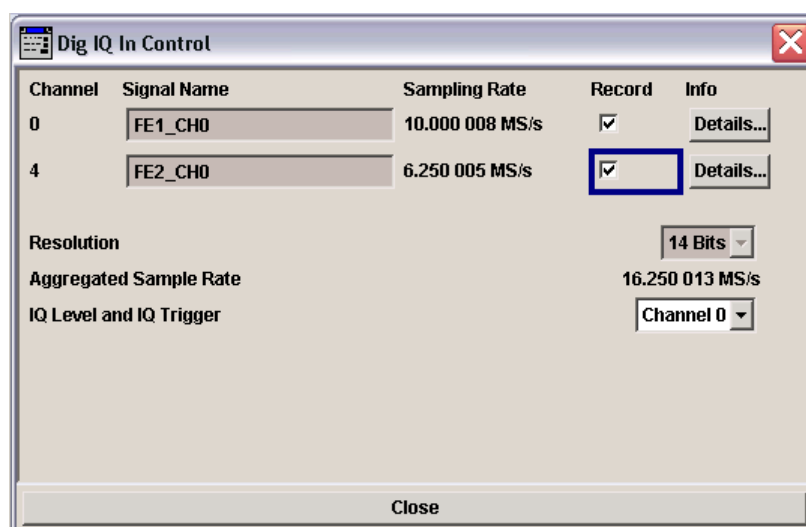 Dig IQ In Control
Channel Signal Name Sampling Rate Record Info
0 FE1_CH0 10.000 008 MS/s Details...
4 FE2_CH0 6.250 005 MS/s Details...
Resolution 14 Bits
Aggregated Sample Rate 16.250 013 MS/s
IQ Level and IQ Trigger Channel 0
Close